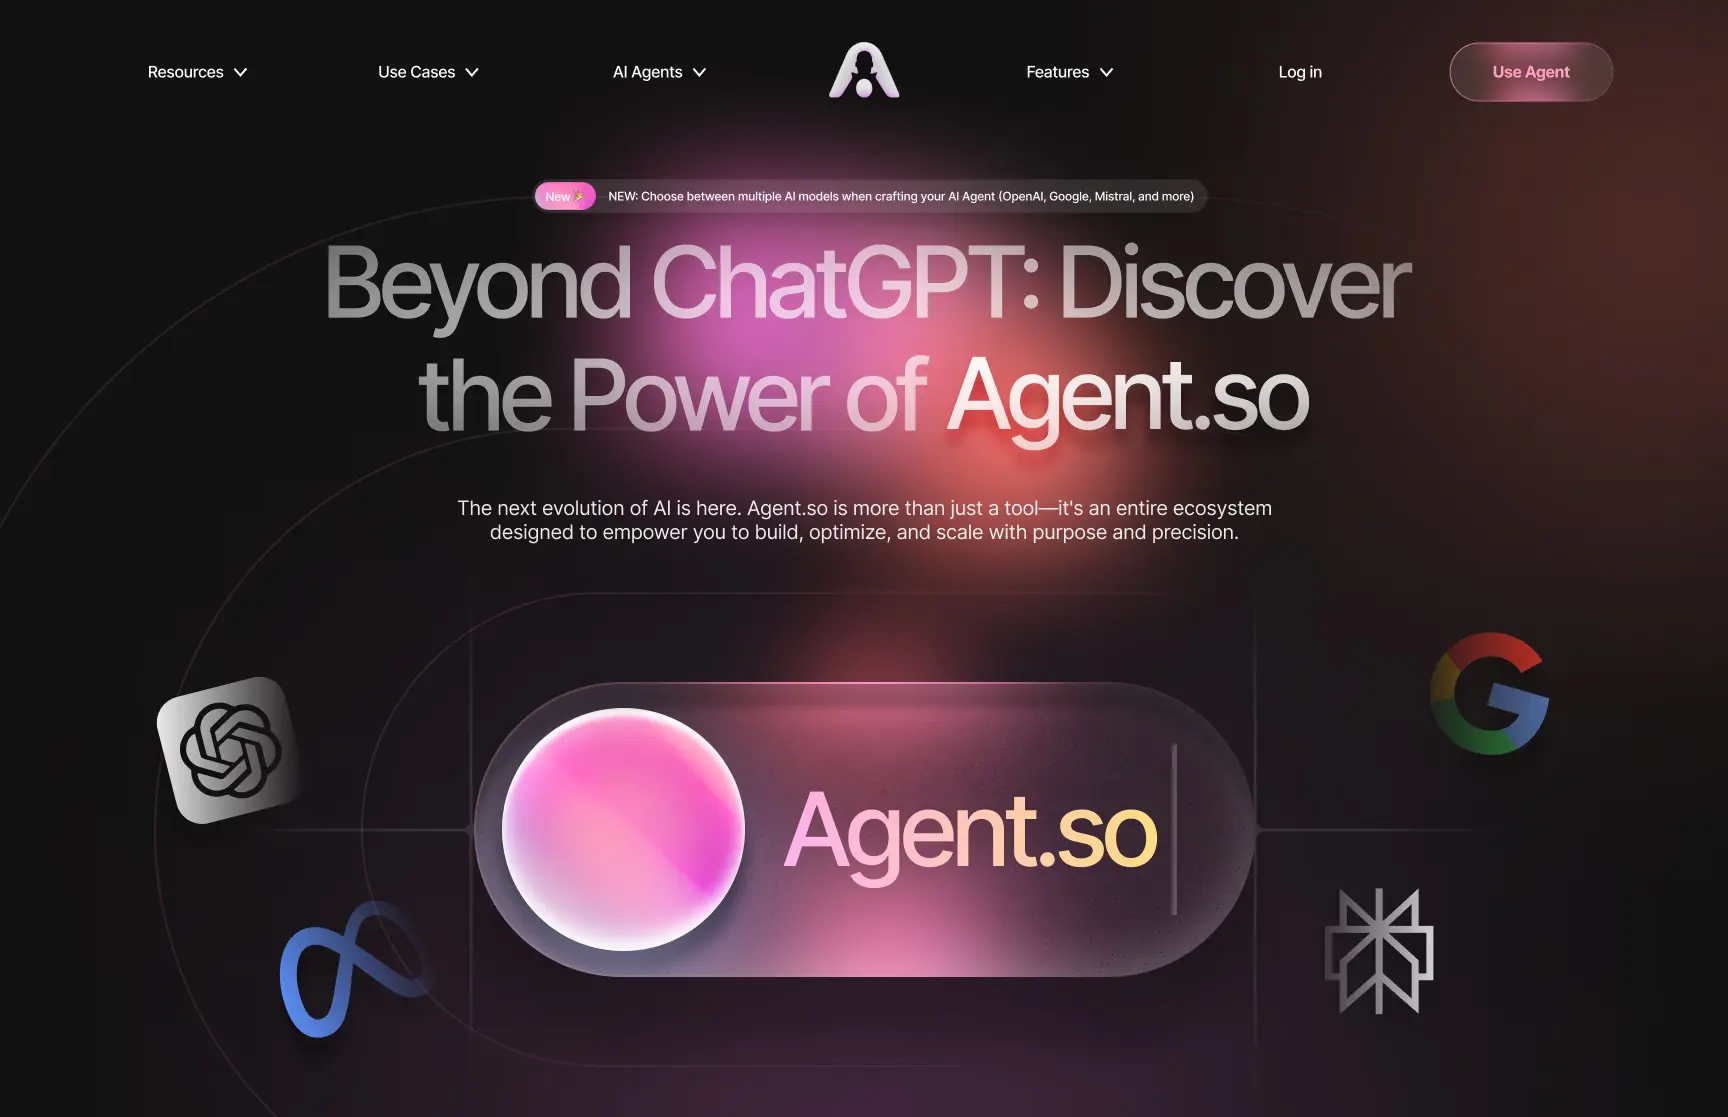 Resources
Use Cases
AI Agents
Features
Log in
Use Agent
New
NEW: Choose between multiple AI models when crafting your AI Agent (OpenAI, Google, Mistral, and more)
Beyond ChatGPT: Discover
the Power of Agent.so
The next evolution of AI is here. Agent.so is more than just a tool—it's an entire ecosystem
designed to empower you to build, optimize, and scale with purpose and precision.
Agent.so